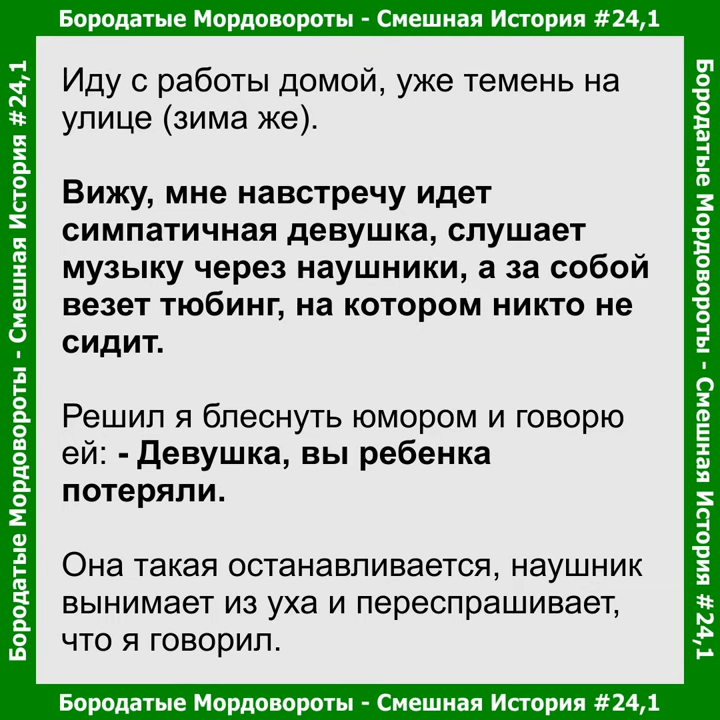 Бородатые Мордовороты - Смешная История #24,1
Бородатые Мордовороты - Смешная История #24,1
Иду с работы домой, уже темень на
улице (зима же).
Вижу, мне навстречу идет
симпатичная девушка, слушает
музыку через наушники, а за собой
везет тюбинг, на котором никто не
сидит.
Решил я блеснуть юмором и говорю
ей: - Девушка, вы ребенка
потеряли.
Она такая останавливается, наушник
вынимает из уха и переспрашивает,
что я говорил.
Бородатые Мордовороты - Смешная История #24,1
Бородатые Мордовороты - Смешная История #24,1